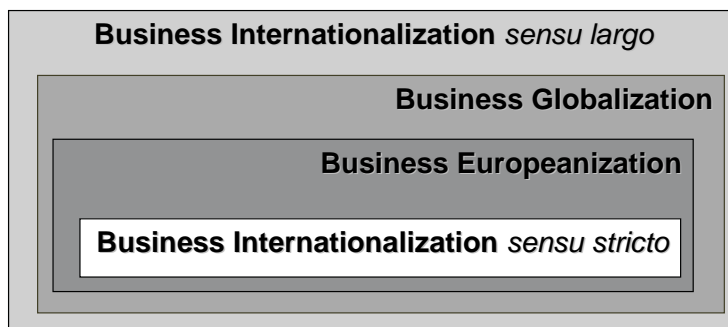 Business Internationalization sensu largo
Business Globalization
Business Europeanization
Business Internationalization sensu stricto